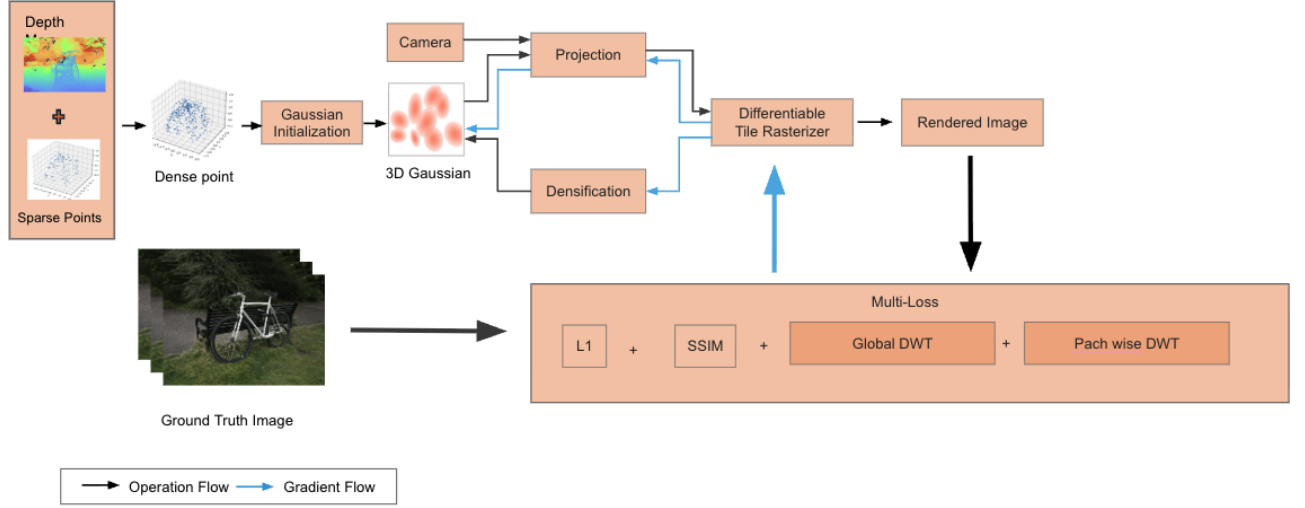 Depth
Sparse Points
Dense point
Gaussian
Initialization
Camera
3D Gaussian
Projection
Densification
Differentiable
Tile Rasterizer
Rendered Image
Ground Truth Image
Multi-Loss
L1 + SSIM + Global DWT + Pach wise DWT
Operation Flow
Gradient Flow